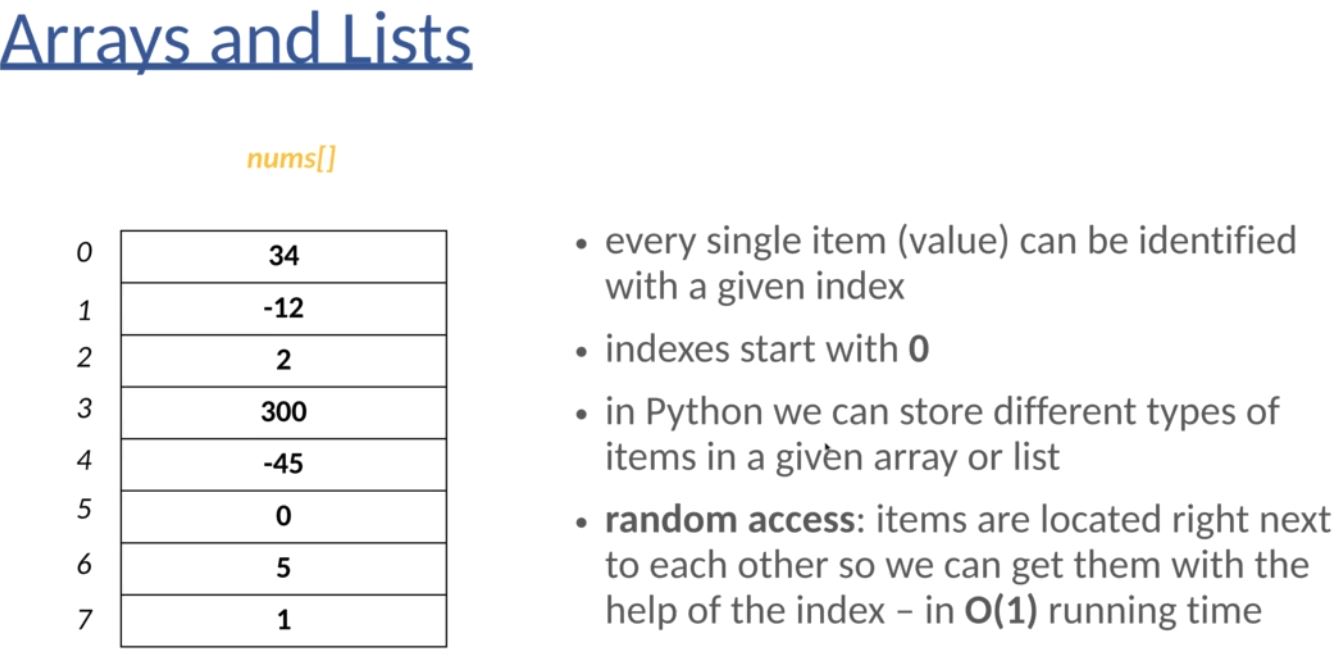 Arrays and Lists
nums[]
0 34
1 -12
2 2
3 300
4 -45
5 0
6 5
7 1
• every single item (value) can be identified
with a given index
• indexes start with 0
• in Python we can store different types of
items in a given array or list
• random access: items are located right next
to each other so we can get them with the
help of the index – in O(1) running time